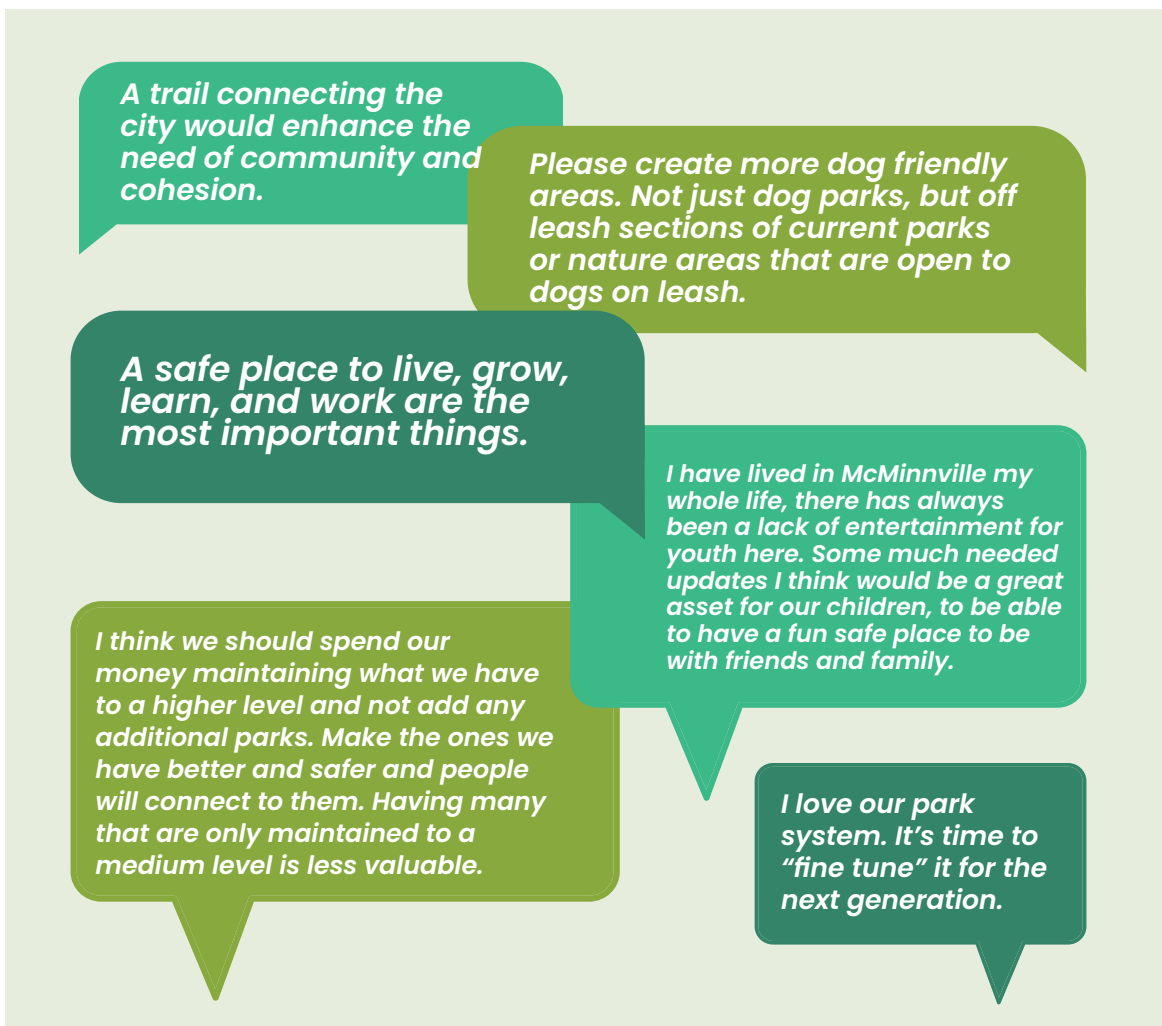 A trail connecting the
city would enhance the
need of community and
cohesion.
Please create more dog friendly
areas. Not just dog parks, but off
leash sections of current parks
or nature areas that are open to
dogs on leash.
A safe place to live, grow,
learn, and work are the
most important things.
I have lived in McMinnville my
whole life, there has always
been a lack of entertainment for
youth here. Some much needed
updates I think would be a great
asset for our children, to be able
to have a fun safe place to be
with friends and family.
I think we should spend our
money maintaining what we have
to a higher level and not add any
additional parks. Make the ones we
have better and safer and people
will connect to them. Having many
that are only maintained to a
medium level is less valuable.
I love our park
system. It’s time to
“fine tune” it for the
next generation.